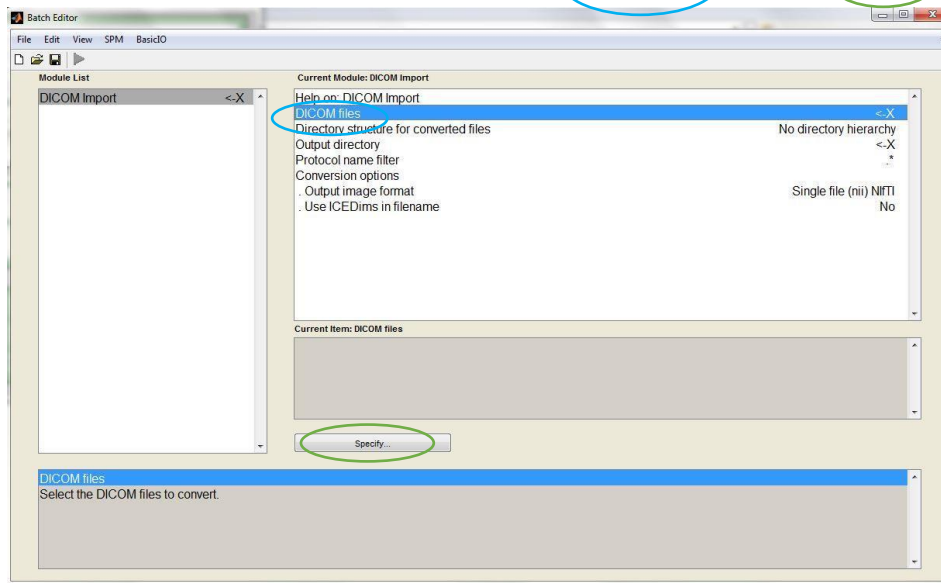 Batch Editor
File Edit View SPM BasicIO
Module List
DICOM Import <-X
Current Module: DICOM Import
Help on: DICOM Import
DICOM files <-X
Directory structure for converted files No directory hierarchy
Output directory <-X
Protocol name filter .*
Conversion options
. Output image format Single file (nii) NIfTI
. Use ICEDims in filename No
Current Item: DICOM files
Specify...
DICOM files
Select the DICOM files to convert.